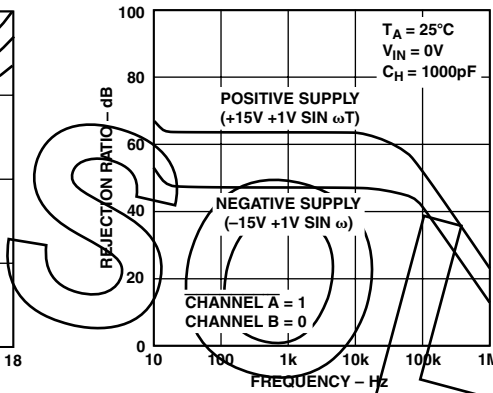 100
80
60
40
20
0
REJECTION RATIO – dB
T_A = 25°C
V_IN = 0V
C_H = 1000pF
POSITIVE SUPPLY
(+15V +1V SIN ωT)
NEGATIVE SUPPLY
(–15V +1V SIN ω)
CHANNEL A = 1
CHANNEL B = 0
18
10 100 1k 10k 100k 1M
FREQUENCY – Hz